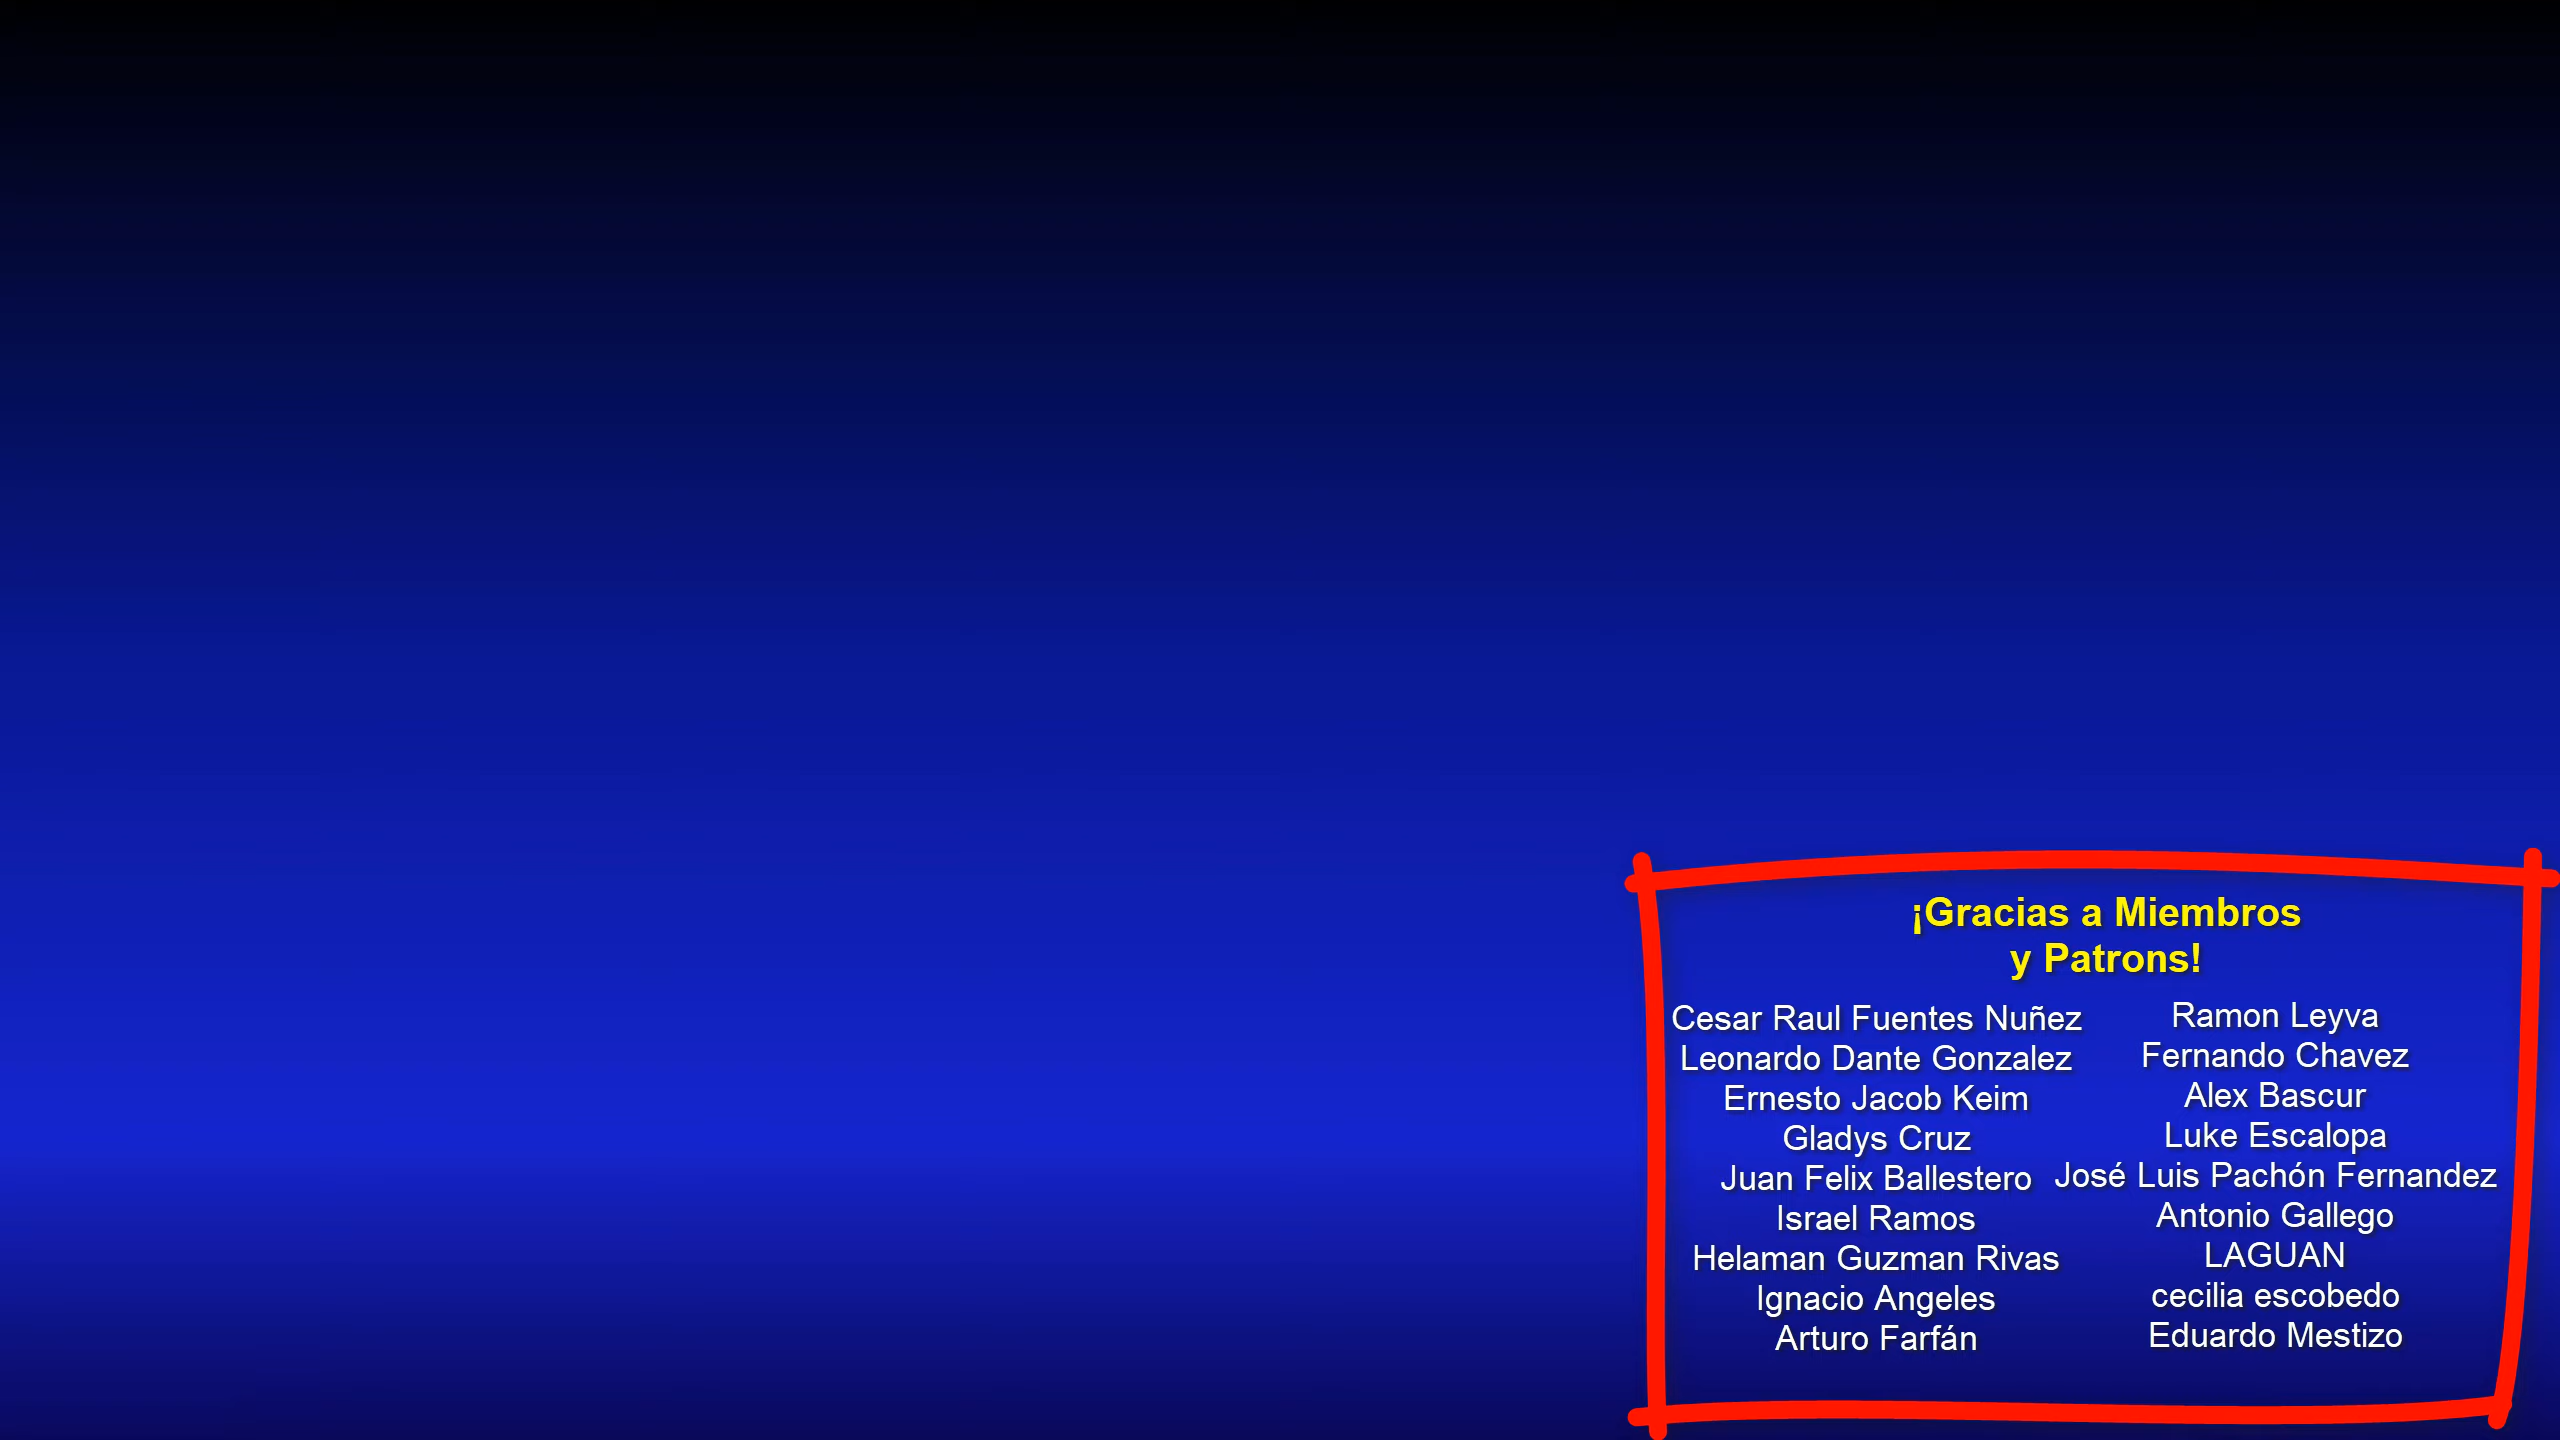 ¡Gracias a Miembros
y Patrons!
Cesar Raul Fuentes Nuñez
Leonardo Dante Gonzalez
Ernesto Jacob Keim
Gladys Cruz
Juan Felix Ballestero
Israel Ramos
Helaman Guzman Rivas
Ignacio Angeles
Arturo Farfán
Ramon Leyva
Fernando Chavez
Alex Bascur
Luke Escalopa
José Luis Pachón Fernandez
Antonio Gallego
LAGUAN
cecilia escobedo
Eduardo Mestizo